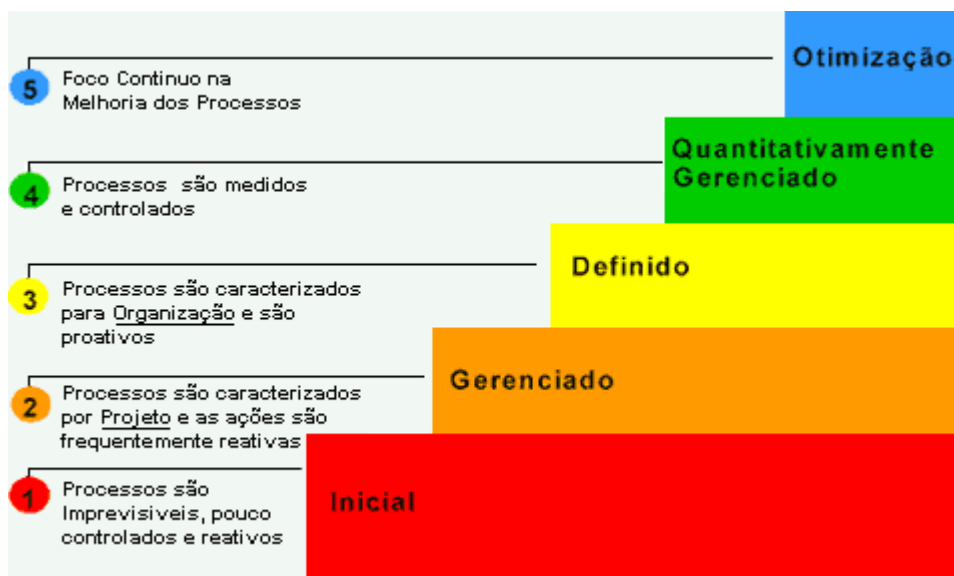 Otimização
5
Foco Continuo na
Melhoria dos Processos
Quantitativamente
Gerenciado
4
Processos são medidos
e controlados
Definido
3
Processos são caracterizados
para Organização e são
proativos
Gerenciado
2
Processos são caracterizados
por Projeto e as ações são
frequentemente reativas
Inicial
1
Processos são
Imprevisiveis, pouco
controlados e reativos